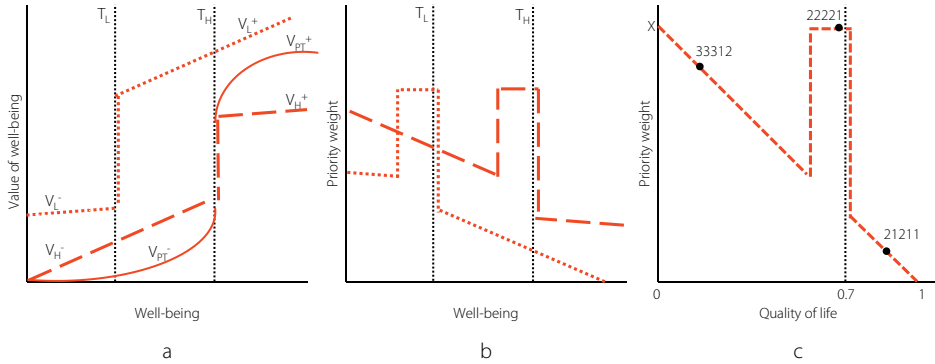 Value of well-being
T_L
T_H
V_L^+
V_PT^+
V_H^+
V_L^-
V_H^-
V_PT^-
Well-being
a
Priority weight
T_L
T_H
Well-being
b
Priority weight
X
33312
22221
21211
0
0.7
1
Quality of life
c